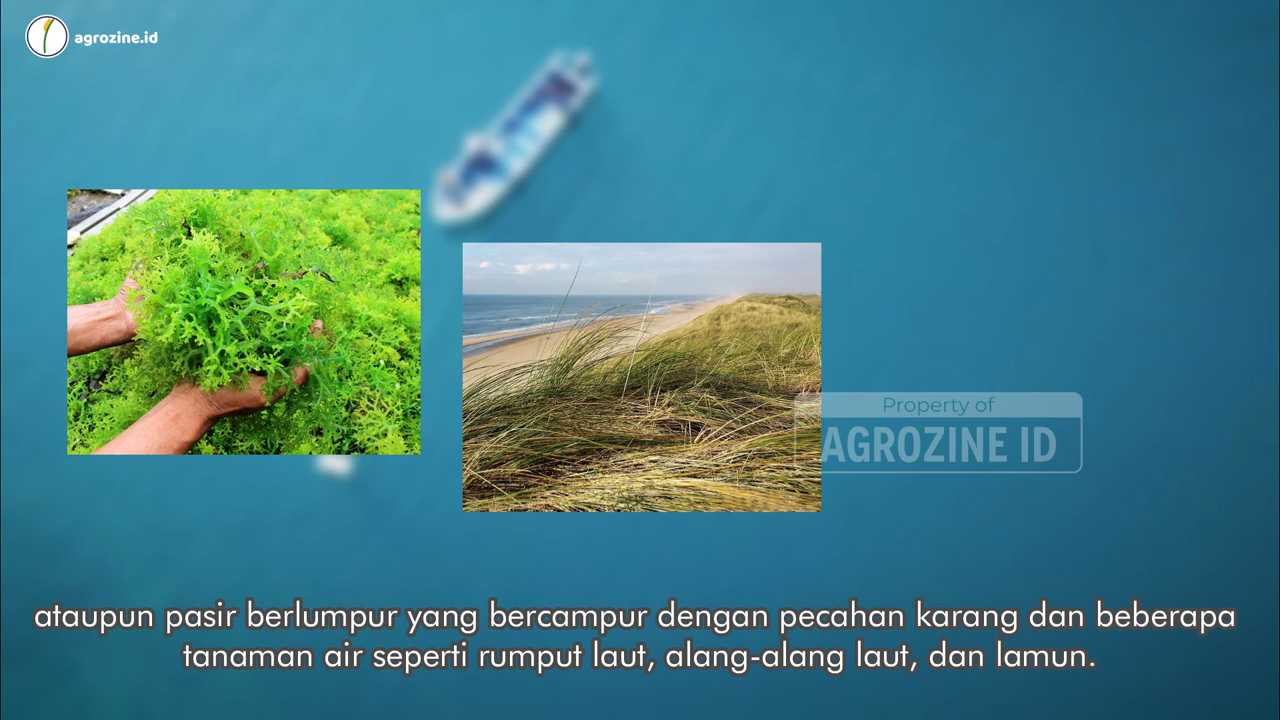 agrozine.id
Property of
AGROZINE ID
ataupun pasir berlumpur yang bercampur dengan pecahan karang dan beberapa
tanaman air seperti rumput laut, alang-alang laut, dan lamun.